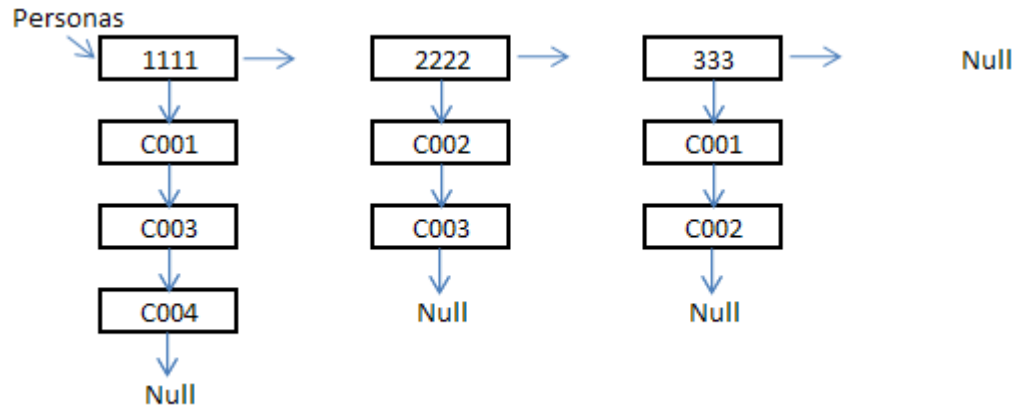 Personas
1111 2222 333 Null
C001 C002 C001
C003 C003 C002
C004 Null Null
Null